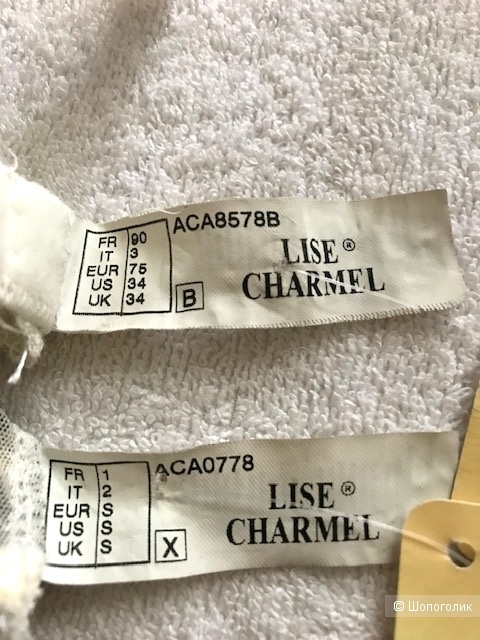 ACA8578B
FR 90
IT 3
EUR 75
US 34
UK 34
B
LISE®
CHARMEL
ACA0778
FR 1
IT 2
EUR S
US S
UK S
X
LISE®
CHARMEL
© Шопоголик